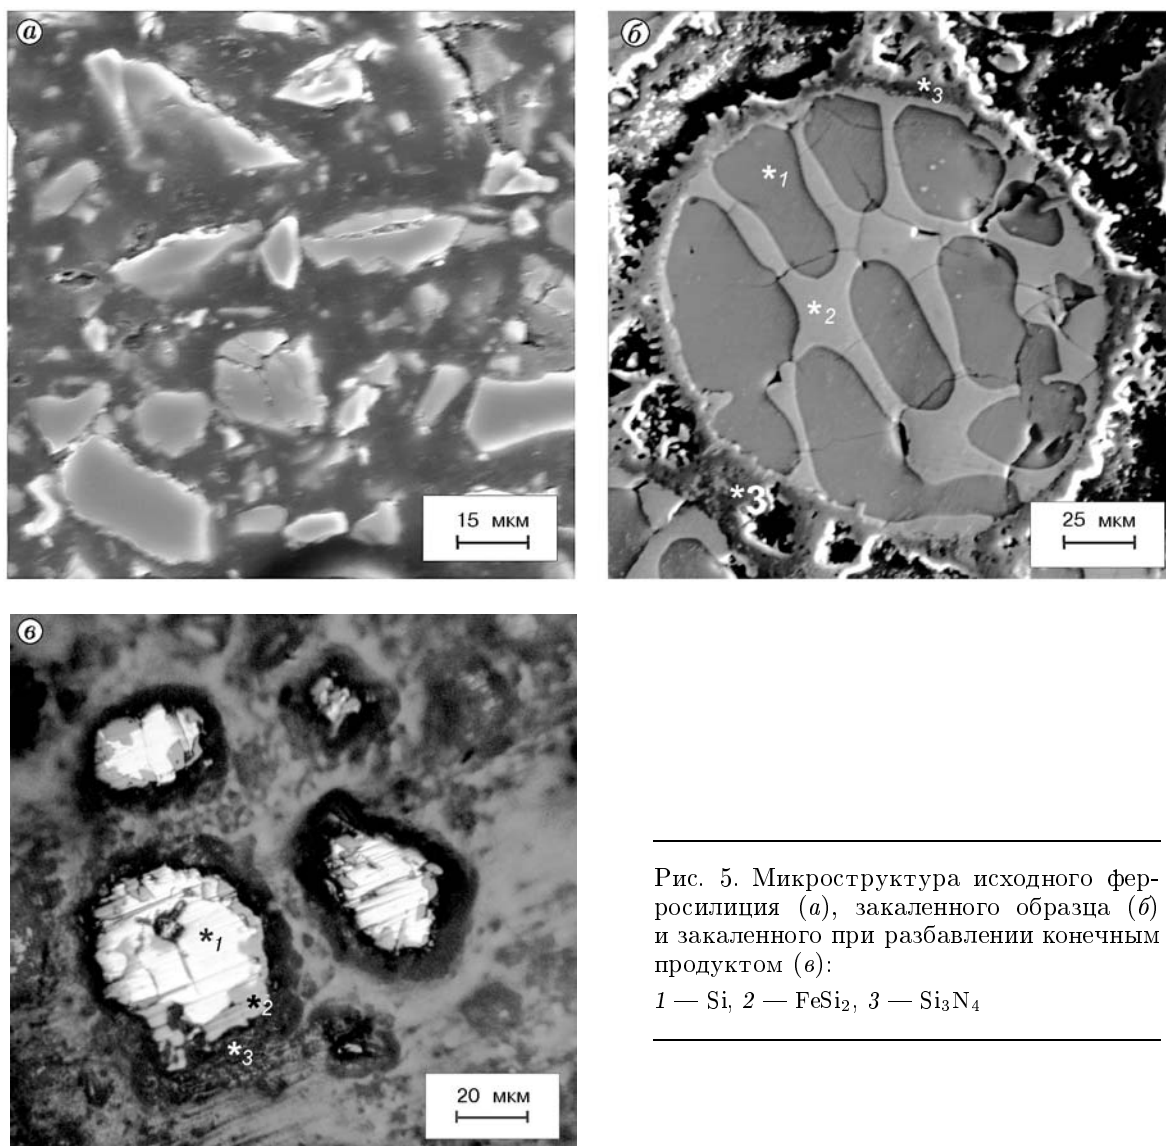 а
б
*3
*1
*2
*3
15 мкм
25 мкм
в
*1
*2
*3
20 мкм
Рис. 5. Микроструктура исходного фер-
росилиция (а), закаленного образца (б)
и закаленного при разбавлении конечным
продуктом (в):
1 — Si, 2 — FeSi₂, 3 — Si₃N₄